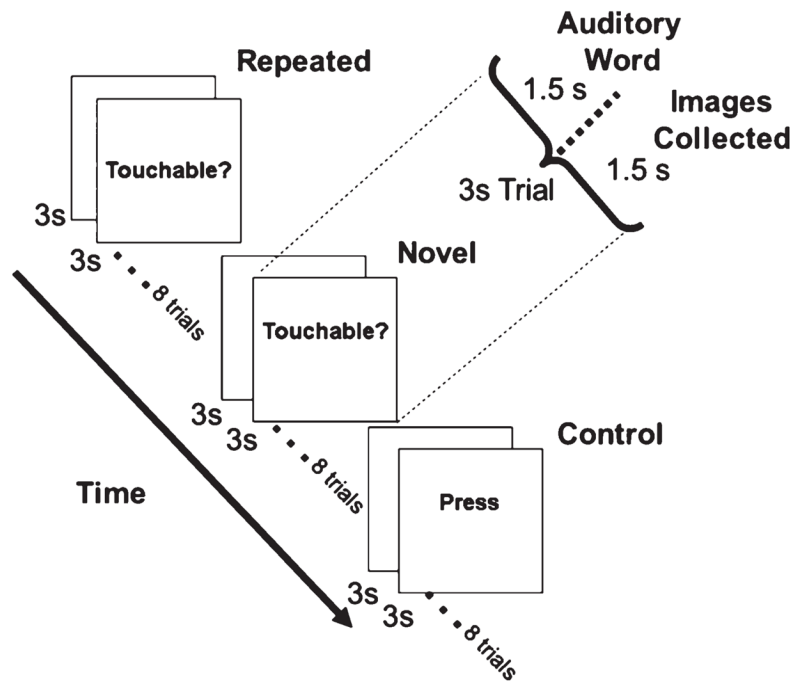 Repeated
Touchable?
3s
3s
8 trials
Auditory
Word
1.5 s
Images
Collected
1.5 s
3s Trial
Novel
Touchable?
3s
3s
8 trials
Control
Press
3s
3s
8 trials
Time